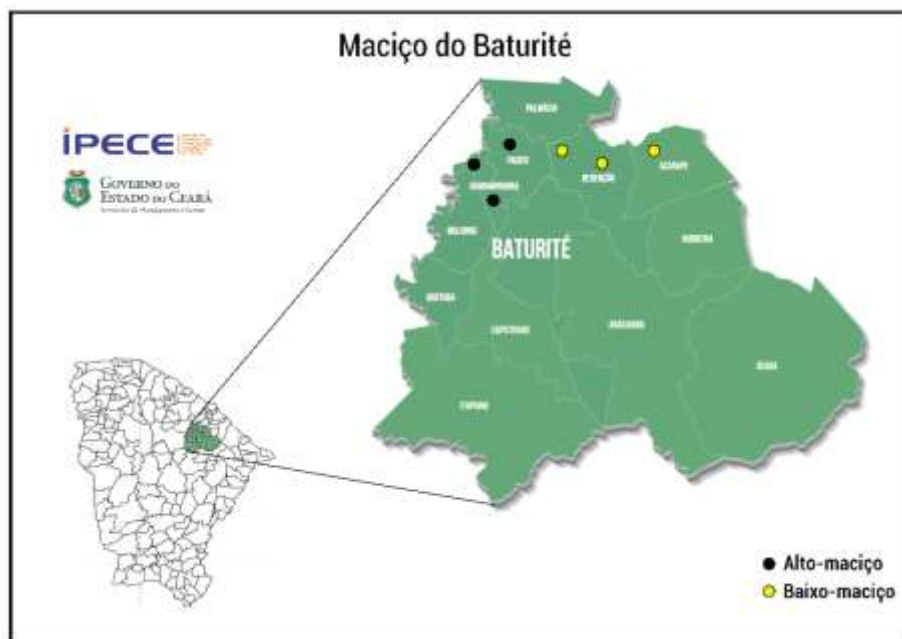 Maciço do Baturité
IPECE
GOVERNO DO
ESTADO DO CEARÁ
PALMÁCIA
PACOTI
ACARAPE
REDENÇÃO
GUARAMIRANGA
MULUNGU
BATURITÉ
BARREIRA
ARATUBA
CAPISTRANO
ARACOIABA
OCARA
ITAPIÚNA
Alto-maciço
Baixo-maciço